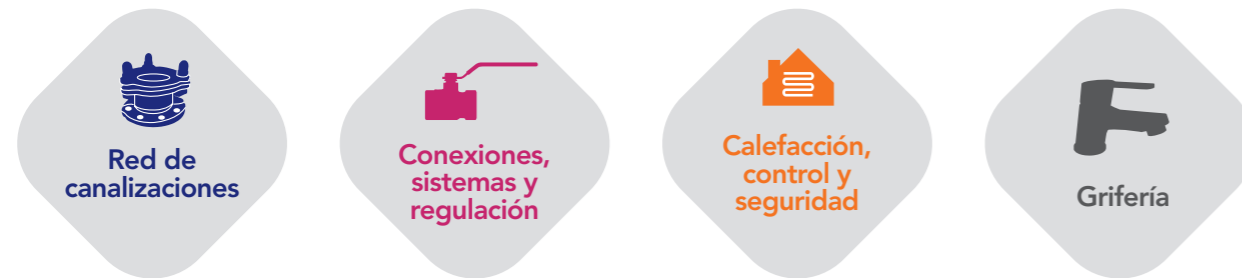 Red de
canalizaciones
Conexiones,
sistemas y
regulación
Calefacción,
control y
seguridad
Grifería